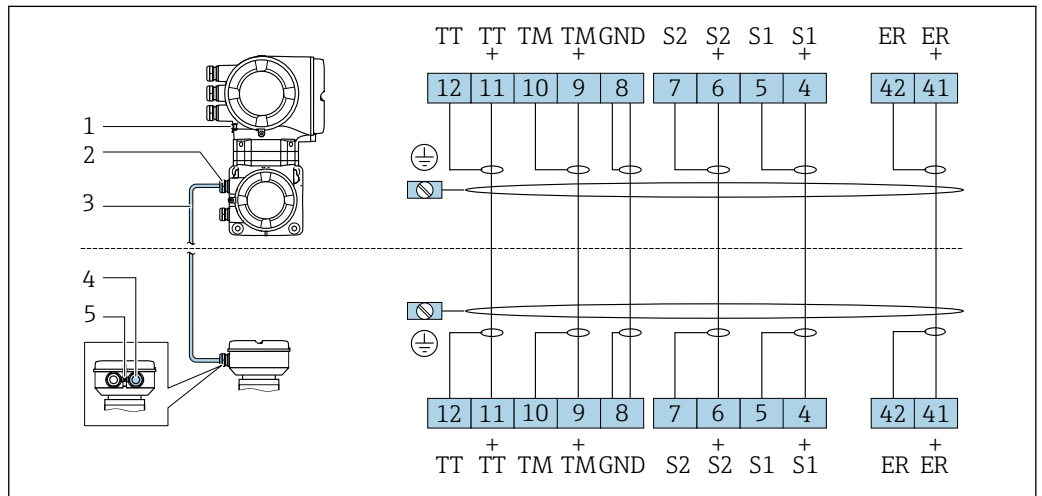 TT TT TM TM GND S2 S2 S1 S1 ER ER
+ + + + +
12 11 10 9 8 7 6 5 4 42 41
1
2
3
4
5
12 11 10 9 8 7 6 5 4 42 41
+ + + + +
TT TT TM TM GND S2 S2 S1 S1 ER ER